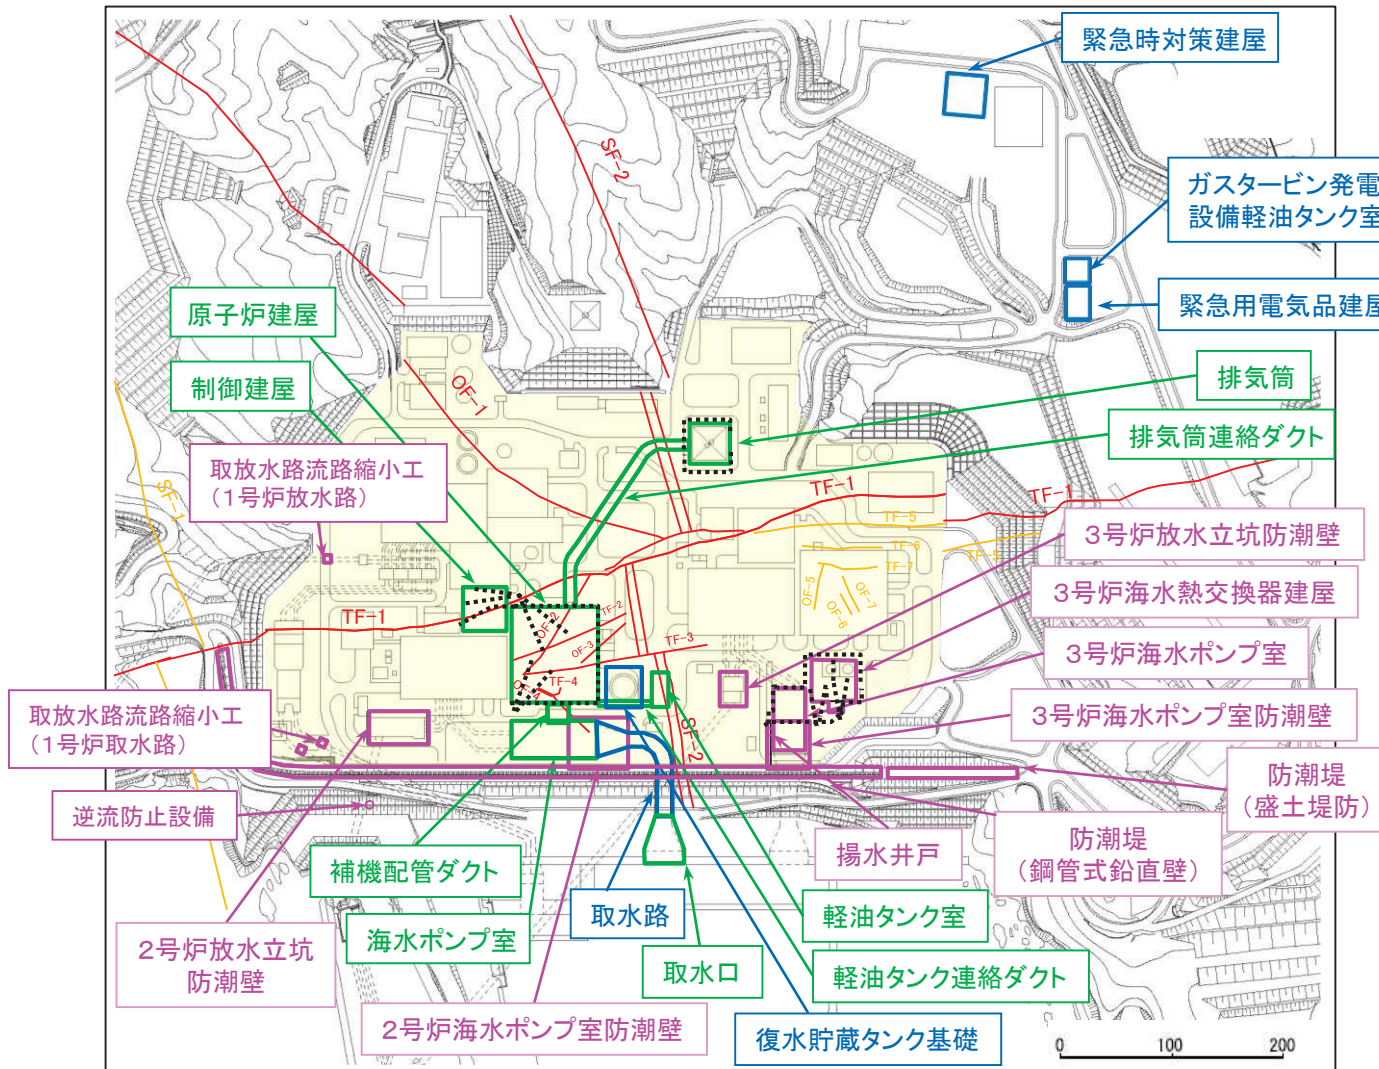 緊急時対策建屋
SF-2
ガスタービン発電
設備軽油タンク室
緊急用電気品建屋
原子炉建屋
制御建屋
OF-1
排気筒
排気筒連絡ダクト
取放水路流路縮小工
（1号炉放水路）
SF-1
TF-1
TF-1
TF-5
TF-5
TF-6
TF-7
OF-5
OF-6
OF-7
3号炉放水立坑防潮壁
3号炉海水熱交換器建屋
3号炉海水ポンプ室
3号炉海水ポンプ室防潮壁
TF-1
OF-2
TF-2
OF-3
TF-3
TF-4
OF-4
SF-2
取放水路流路縮小工
（1号炉取水路）
逆流防止設備
防潮堤
（盛土堤防）
防潮堤
（鋼管式鉛直壁）
揚水井戸
補機配管ダクト
海水ポンプ室
取水路
取水口
軽油タンク室
軽油タンク連絡ダクト
2号炉放水立坑
防潮壁
2号炉海水ポンプ室防潮壁
復水貯蔵タンク基礎
0 100 200